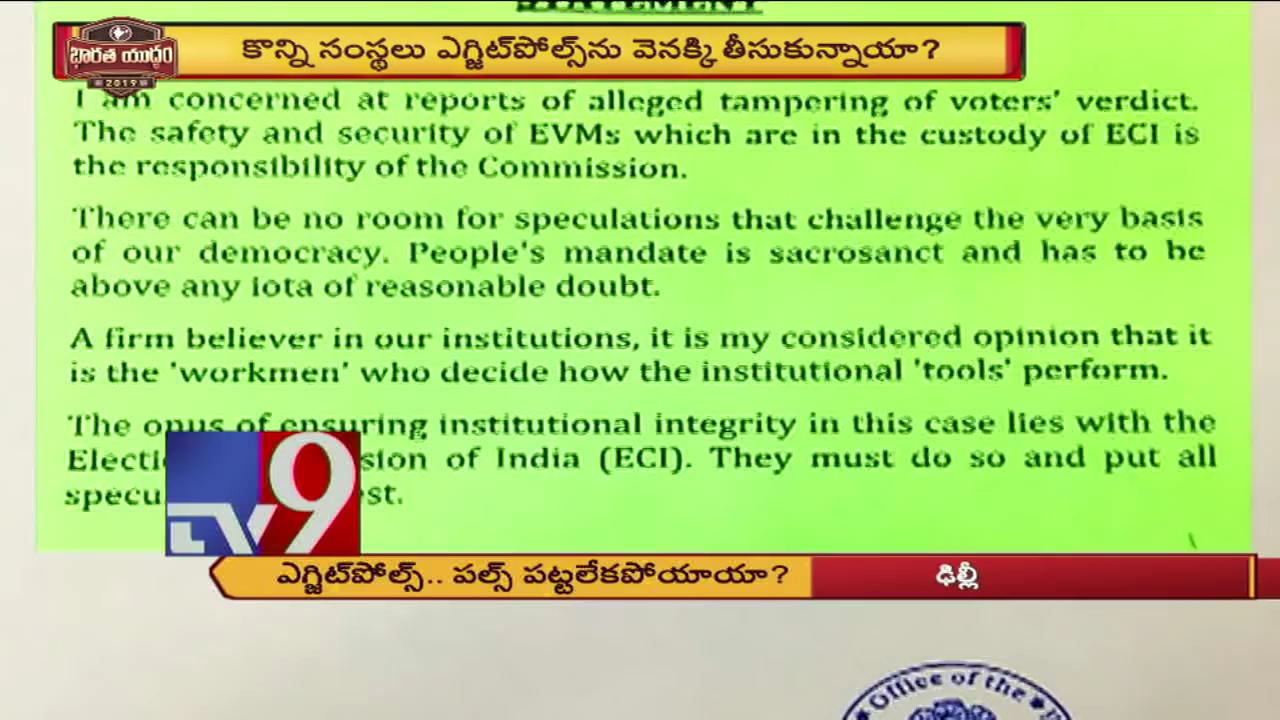 STATEMENT
భారత యుద్ధం
2019
కొన్ని సంస్థలు ఎగ్జిట్‌పోల్స్‌ను వెనక్కి తీసుకున్నాయా?
I am concerned at reports of alleged tampering of voters' verdict.
The safety and security of EVMs which are in the custody of ECI is
the responsibility of the Commission.
There can be no room for speculations that challenge the very basis
of our democracy. People's mandate is sacrosanct and has to be
above any iota of reasonable doubt.
A firm believer in our institutions, it is my considered opinion that it
is the 'workmen' who decide how the institutional 'tools' perform.
The onus of ensuring institutional integrity in this case lies with the
of India (ECI). They must do so and put all
TV9
ఎగ్జిట్‌పోల్స్.. పల్స్ పట్టలేకపోయాయా?
ఢిల్లీ
Office of the